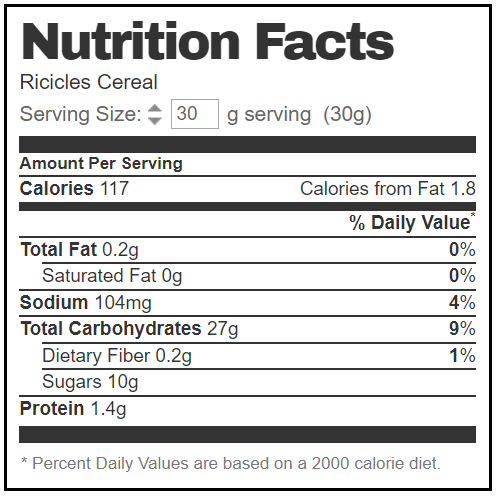 Nutrition Facts
Ricicles Cereal
Serving Size: 30 g serving (30g)
Amount Per Serving
Calories 117 Calories from Fat 1.8
% Daily Value*
Total Fat 0.2g 0%
Saturated Fat 0g 0%
Sodium 104mg 4%
Total Carbohydrates 27g 9%
Dietary Fiber 0.2g 1%
Sugars 10g
Protein 1.4g
* Percent Daily Values are based on a 2000 calorie diet.